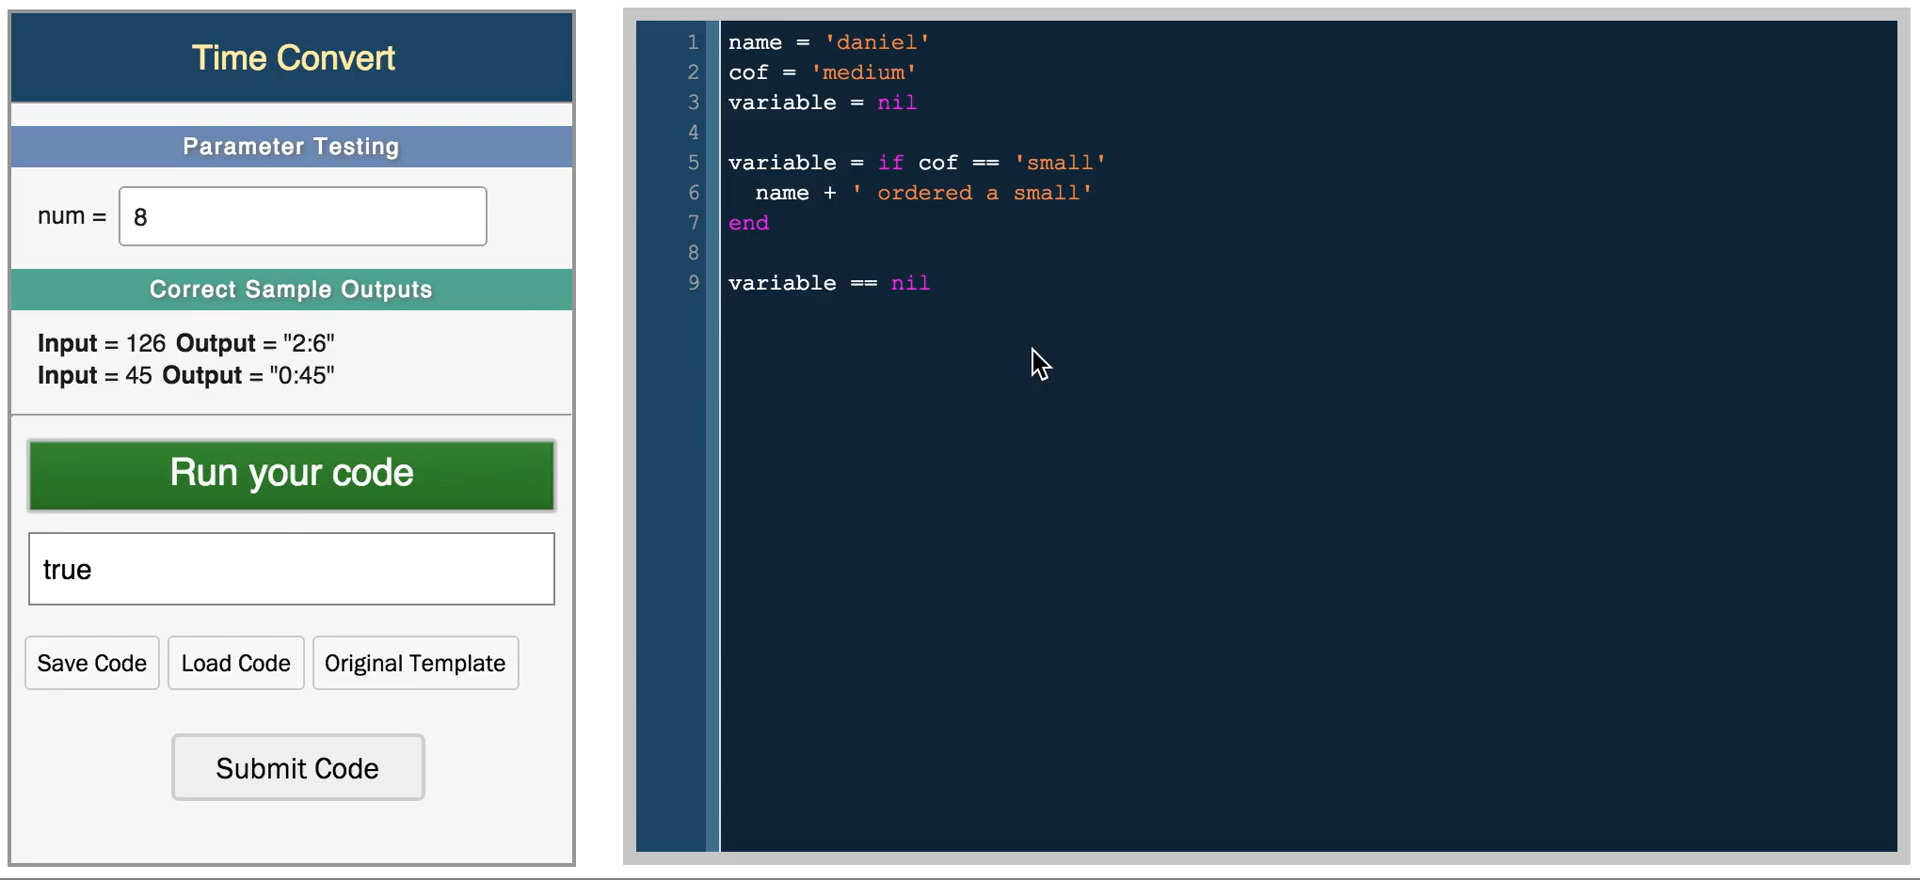 Time Convert
Parameter Testing
num = 8
Correct Sample Outputs
Input = 126 Output = "2:6"
Input = 45 Output = "0:45"
Run your code
true
Save Code Load Code Original Template
Submit Code
1 name = 'daniel'
2 cof = 'medium'
3 variable = nil
4
5 variable = if cof == 'small'
6   name + ' ordered a small'
7 end
8
9 variable == nil